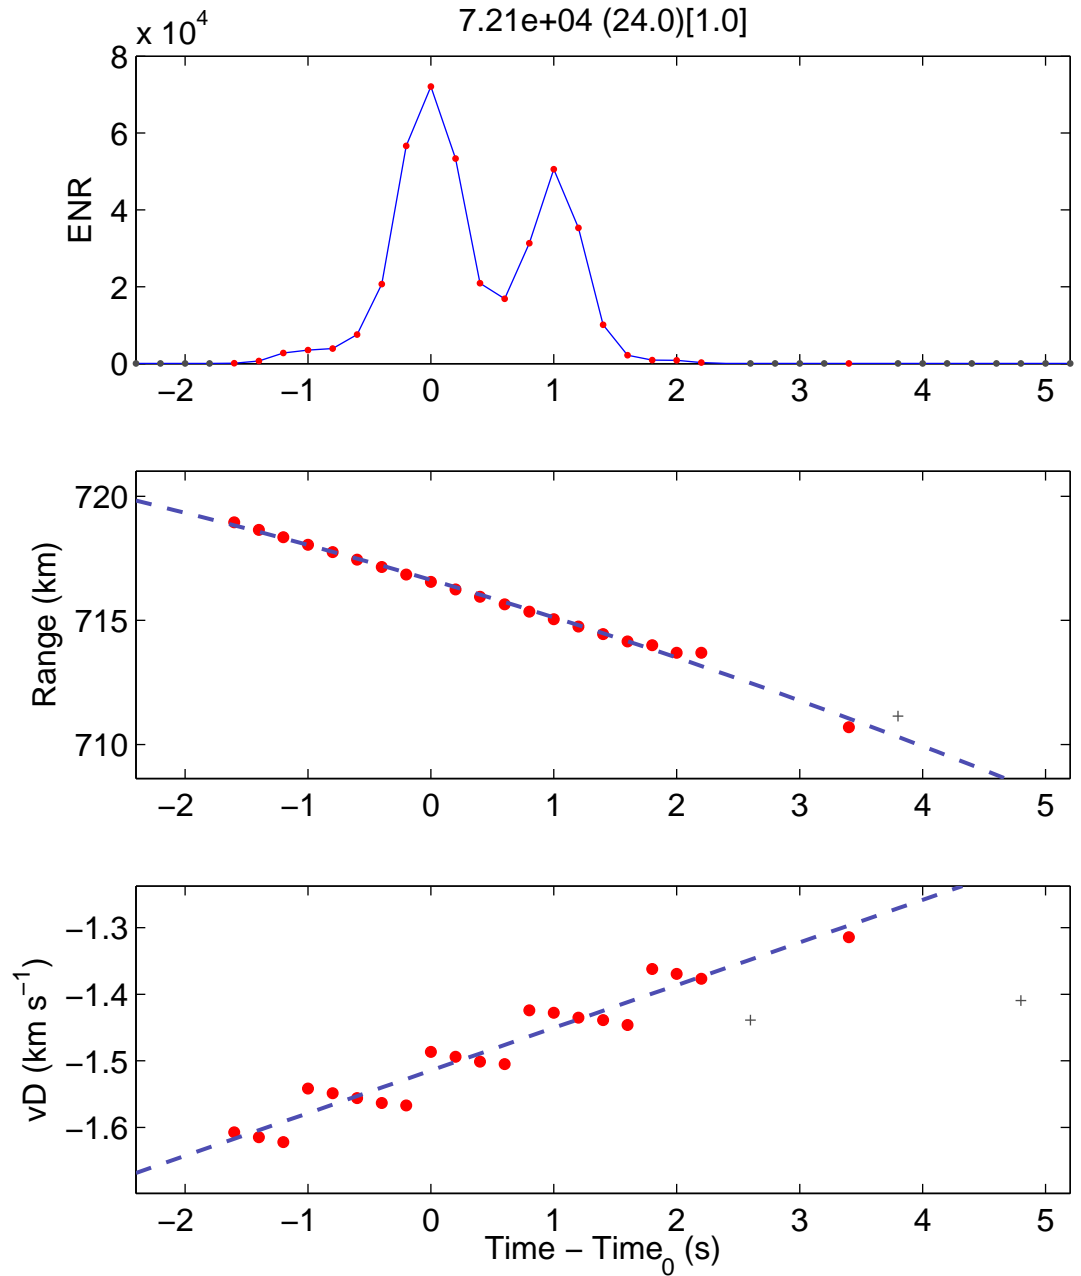 7.21e+04 (24.0)[1.0]
x 10^4
8
6
4
2
0
ENR
−2 −1 0 1 2 3 4 5
720
715
710
Range (km)
−2 −1 0 1 2 3 4 5
−1.3
−1.4
−1.5
−1.6
vD (km s^−1)
−2 −1 0 1 2 3 4 5
Time − Time_0 (s)